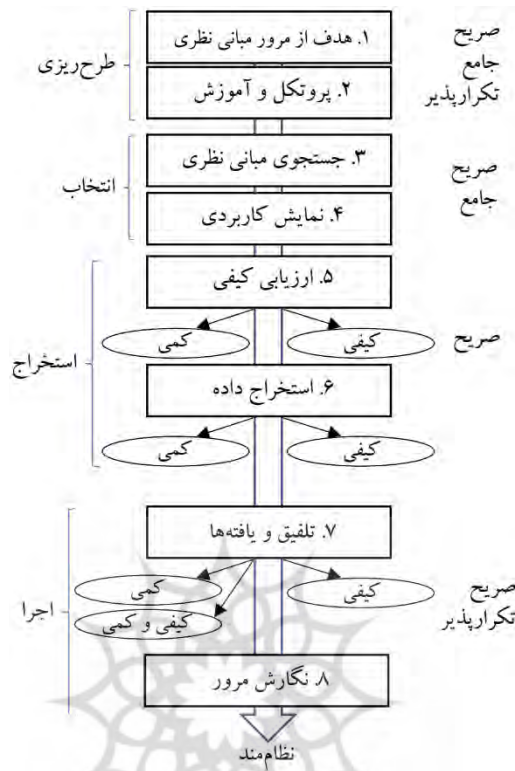 ۱. هدف از مرور مبانی نظری
صریح
جامع
تکرارپذیر
طرح‌ریزی
۲. پروتکل و آموزش
۳. جستجوی مبانی نظری
صریح
جامع
انتخاب
۴. نمایش کاربردی
۵. ارزیابی کیفی
کیفی
کمی
صریح
استخراج
۶. استخراج داده
کیفی
کمی
۷. تلفیق و یافته‌ها
کیفی
کمی
کیفی و کمی
صریح
تکرارپذیر
اجرا
۸. نگارش مرور
نظام‌مند